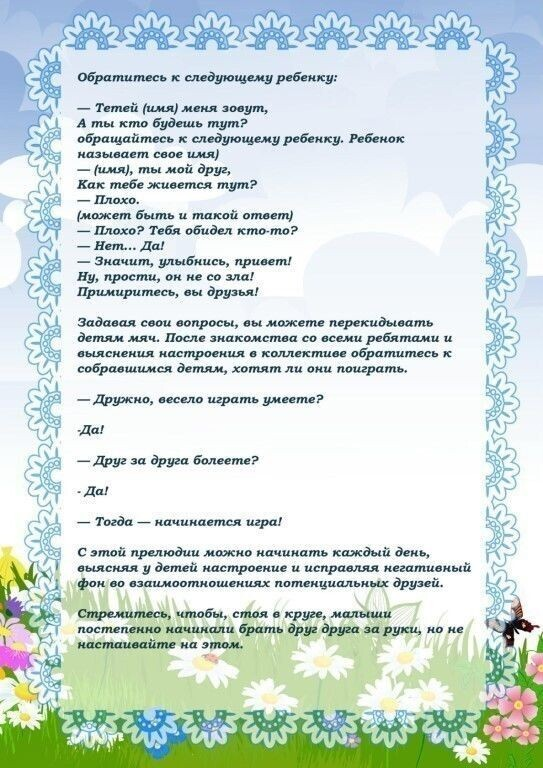 Обратитесь к следующему ребенку:
— Тетей (имя) меня зовут,
А ты кто будешь тут?
обращайтесь к следующему ребенку. Ребенок
называет свое имя)
— (имя), ты мой друг,
Как тебе живется тут?
— Плохо.
(может быть и такой ответ)
— Плохо? Тебя обидел кто-то?
— Нет... Да!
— Значит, улыбнись, привет!
Ну, прости, он не со зла!
Примиритесь, вы друзья!
Задавая свои вопросы, вы можете перекидывать
детям мяч. После знакомства со всеми ребятами и
выяснения настроения в коллективе обратитесь к
собравшимся детям, хотят ли они поиграть.
— Дружно, весело играть умеете?
-Да!
— Друг за друга болеете?
- Да!
— Тогда — начинается игра!
С этой прелюдии можно начинать каждый день,
выясняя у детей настроение и исправляя негативный
фон во взаимоотношениях потенциальных друзей.
Стремитесь, чтобы, стоя в круге, малыши
постепенно начинали брать друг друга за руки, но не
настаивайте на этом.